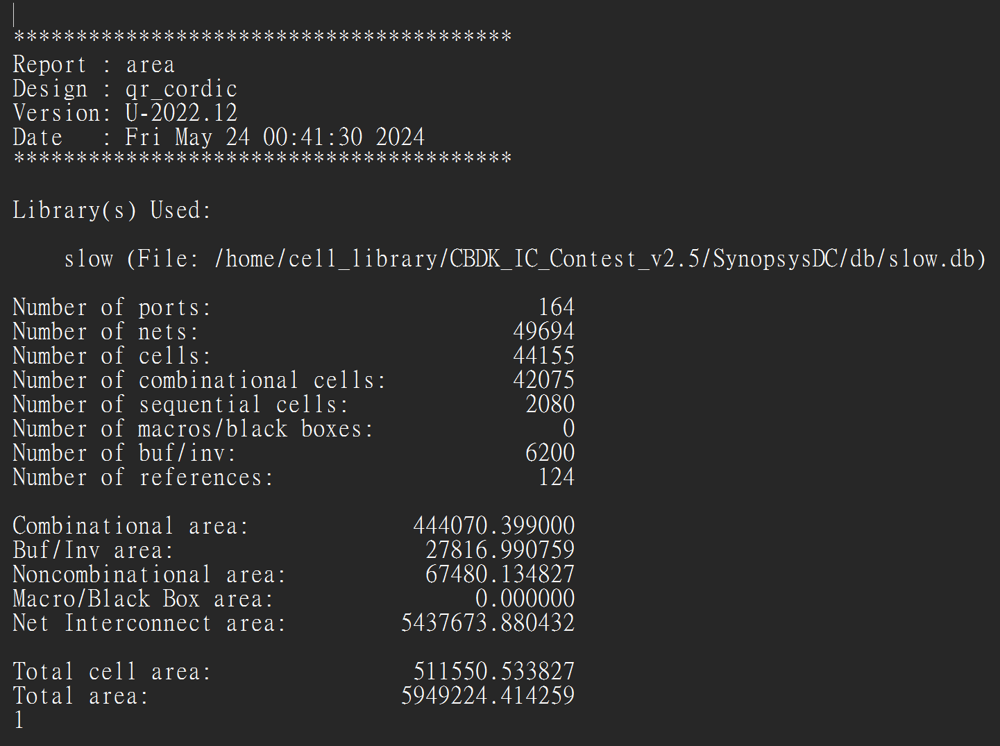 ****************************************
Report : area
Design : qr_cordic
Version: U-2022.12
Date   : Fri May 24 00:41:30 2024
****************************************
Library(s) Used:
slow (File: /home/cell_library/CBDK_IC_Contest_v2.5/SynopsysDC/db/slow.db)
Number of ports: 164
Number of nets: 49694
Number of cells: 44155
Number of combinational cells: 42075
Number of sequential cells: 2080
Number of macros/black boxes: 0
Number of buf/inv: 6200
Number of references: 124
Combinational area: 444070.399000
Buf/Inv area: 27816.990759
Noncombinational area: 67480.134827
Macro/Black Box area: 0.000000
Net Interconnect area: 5437673.880432
Total cell area: 511550.533827
Total area: 5949224.414259
1